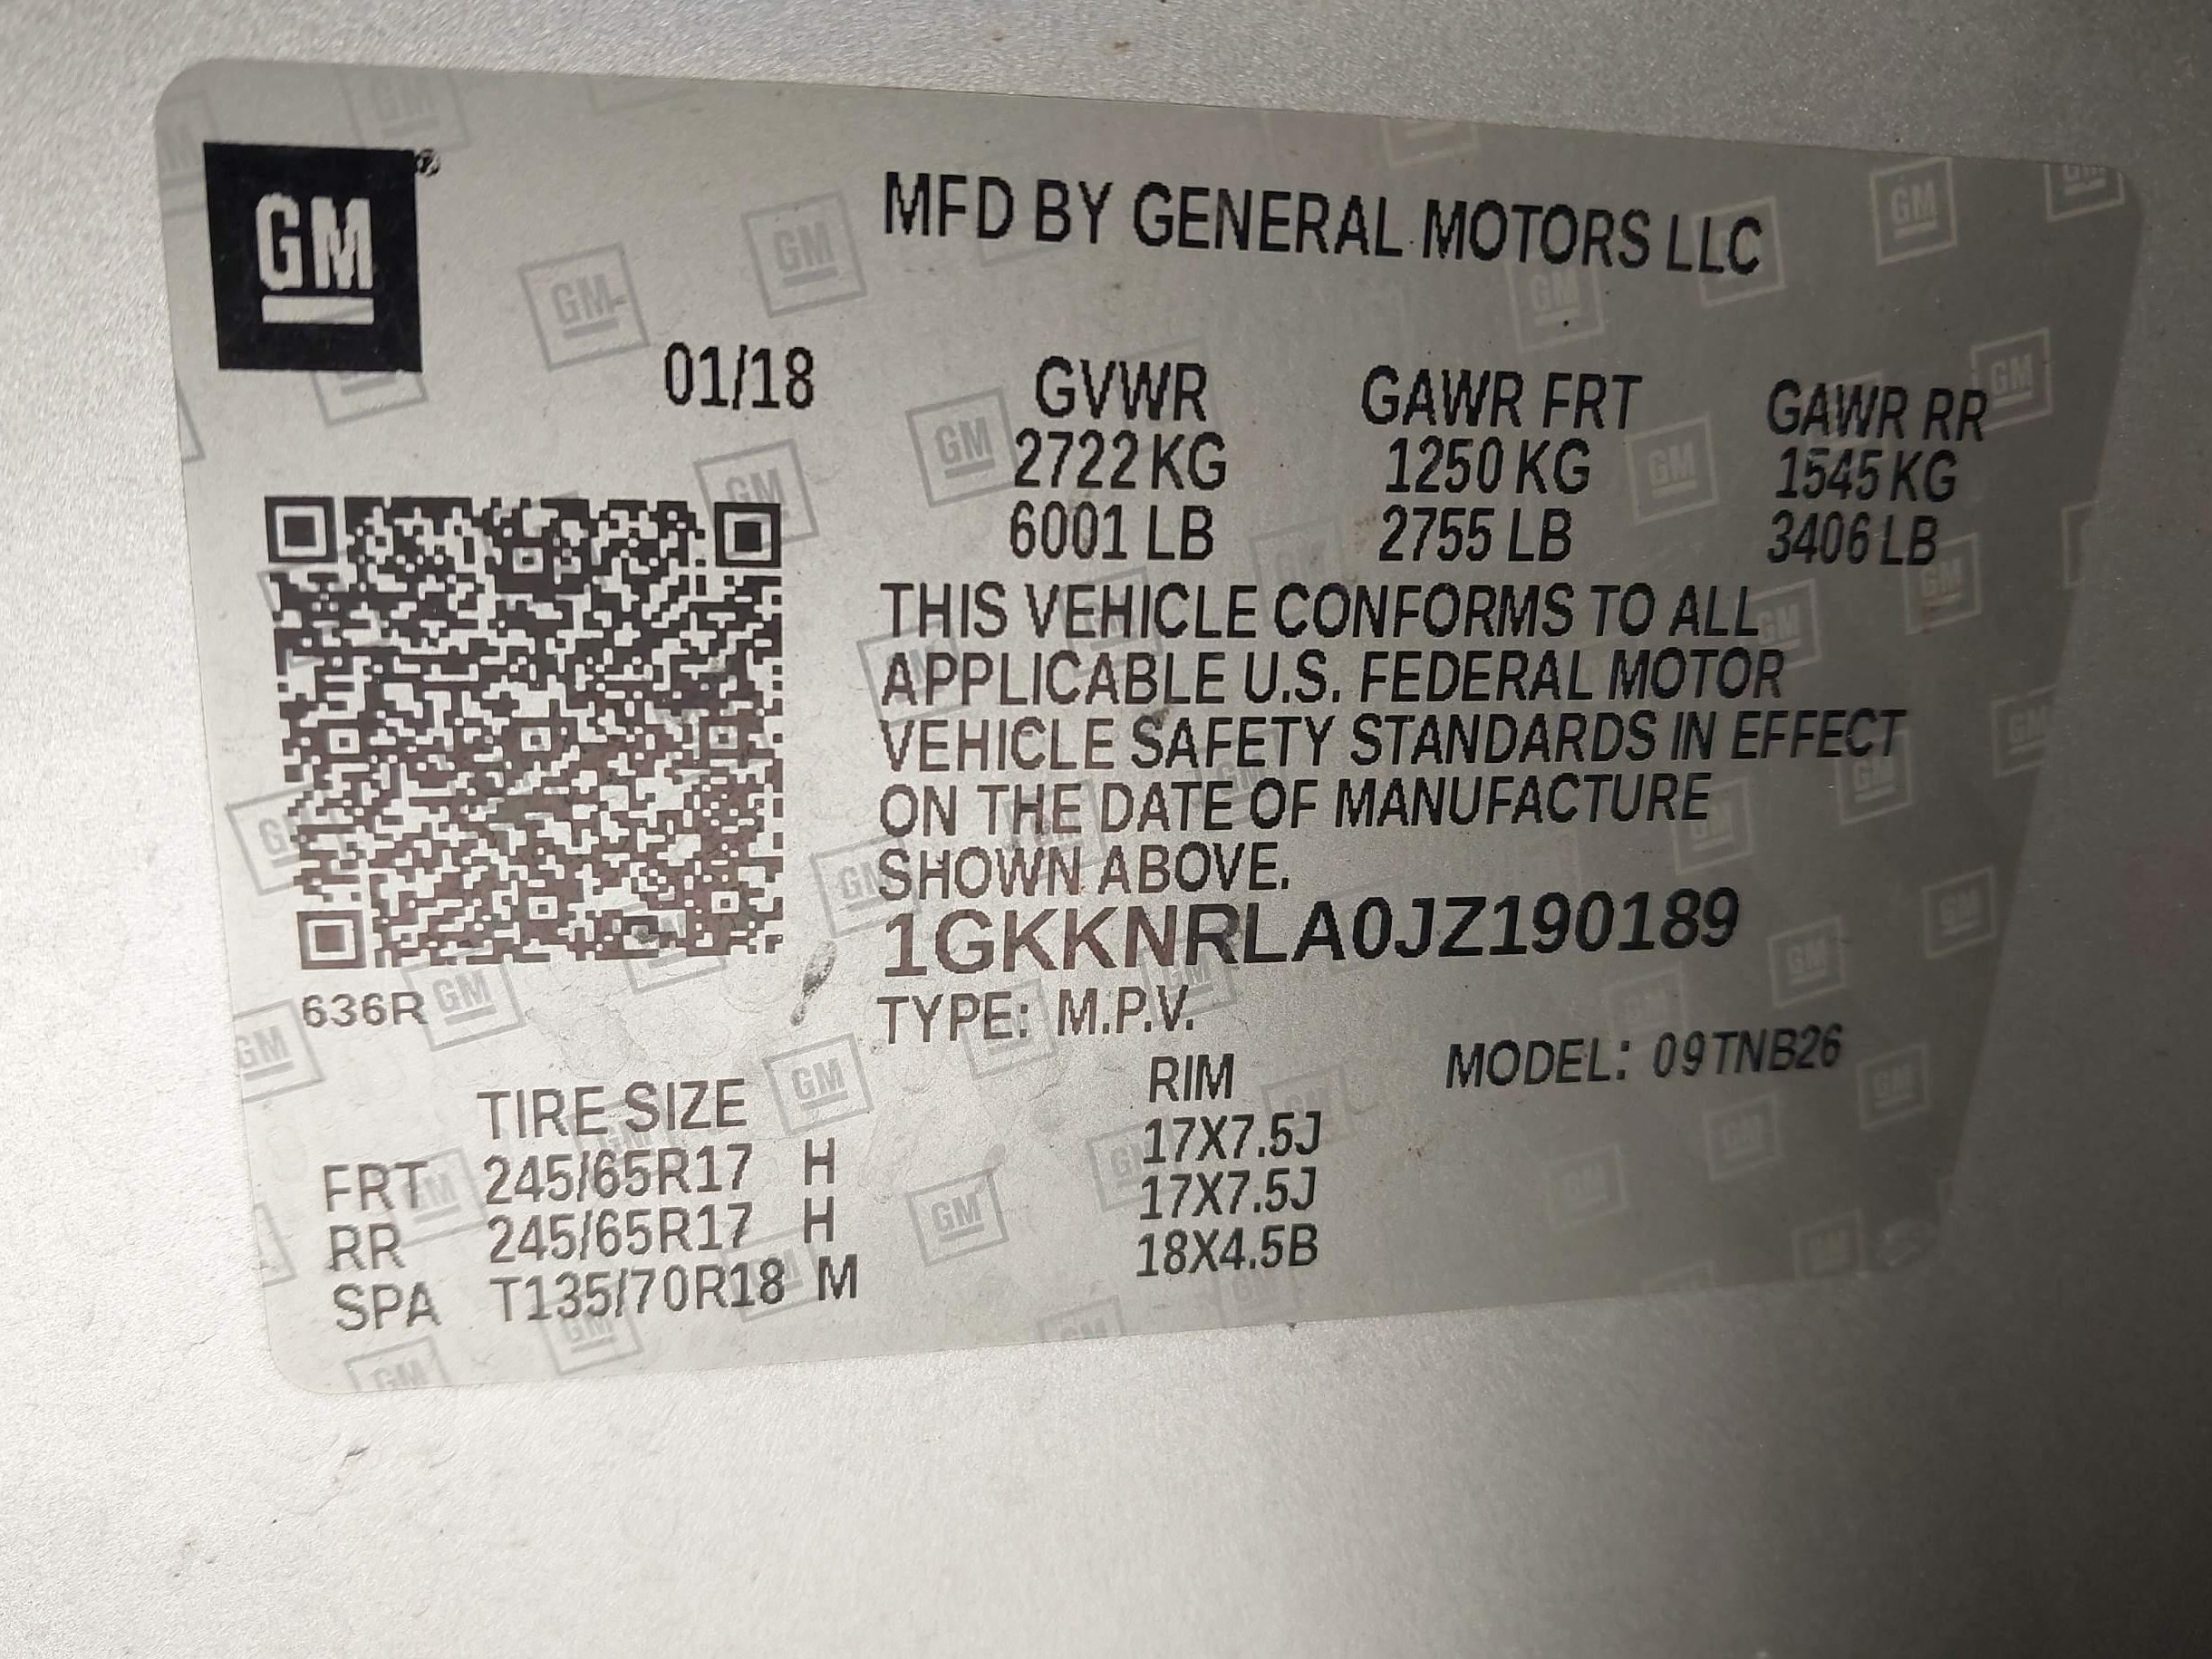 GM®
MFD BY GENERAL MOTORS LLC
01/18
GVWR GAWR FRT GAWR RR
2722 KG 1250 KG 1545 KG
6001 LB 2755 LB 3406 LB
THIS VEHICLE CONFORMS TO ALL
APPLICABLE U.S. FEDERAL MOTOR
VEHICLE SAFETY STANDARDS IN EFFECT
ON THE DATE OF MANUFACTURE
SHOWN ABOVE.
1GKKNRLA0JZ190189
636R
TYPE: M.P.V.
MODEL: 09TNB26
TIRE SIZE RIM
FRT 245/65R17 H 17X7.5J
RR 245/65R17 H 17X7.5J
SPA T135/70R18 M 18X4.5B